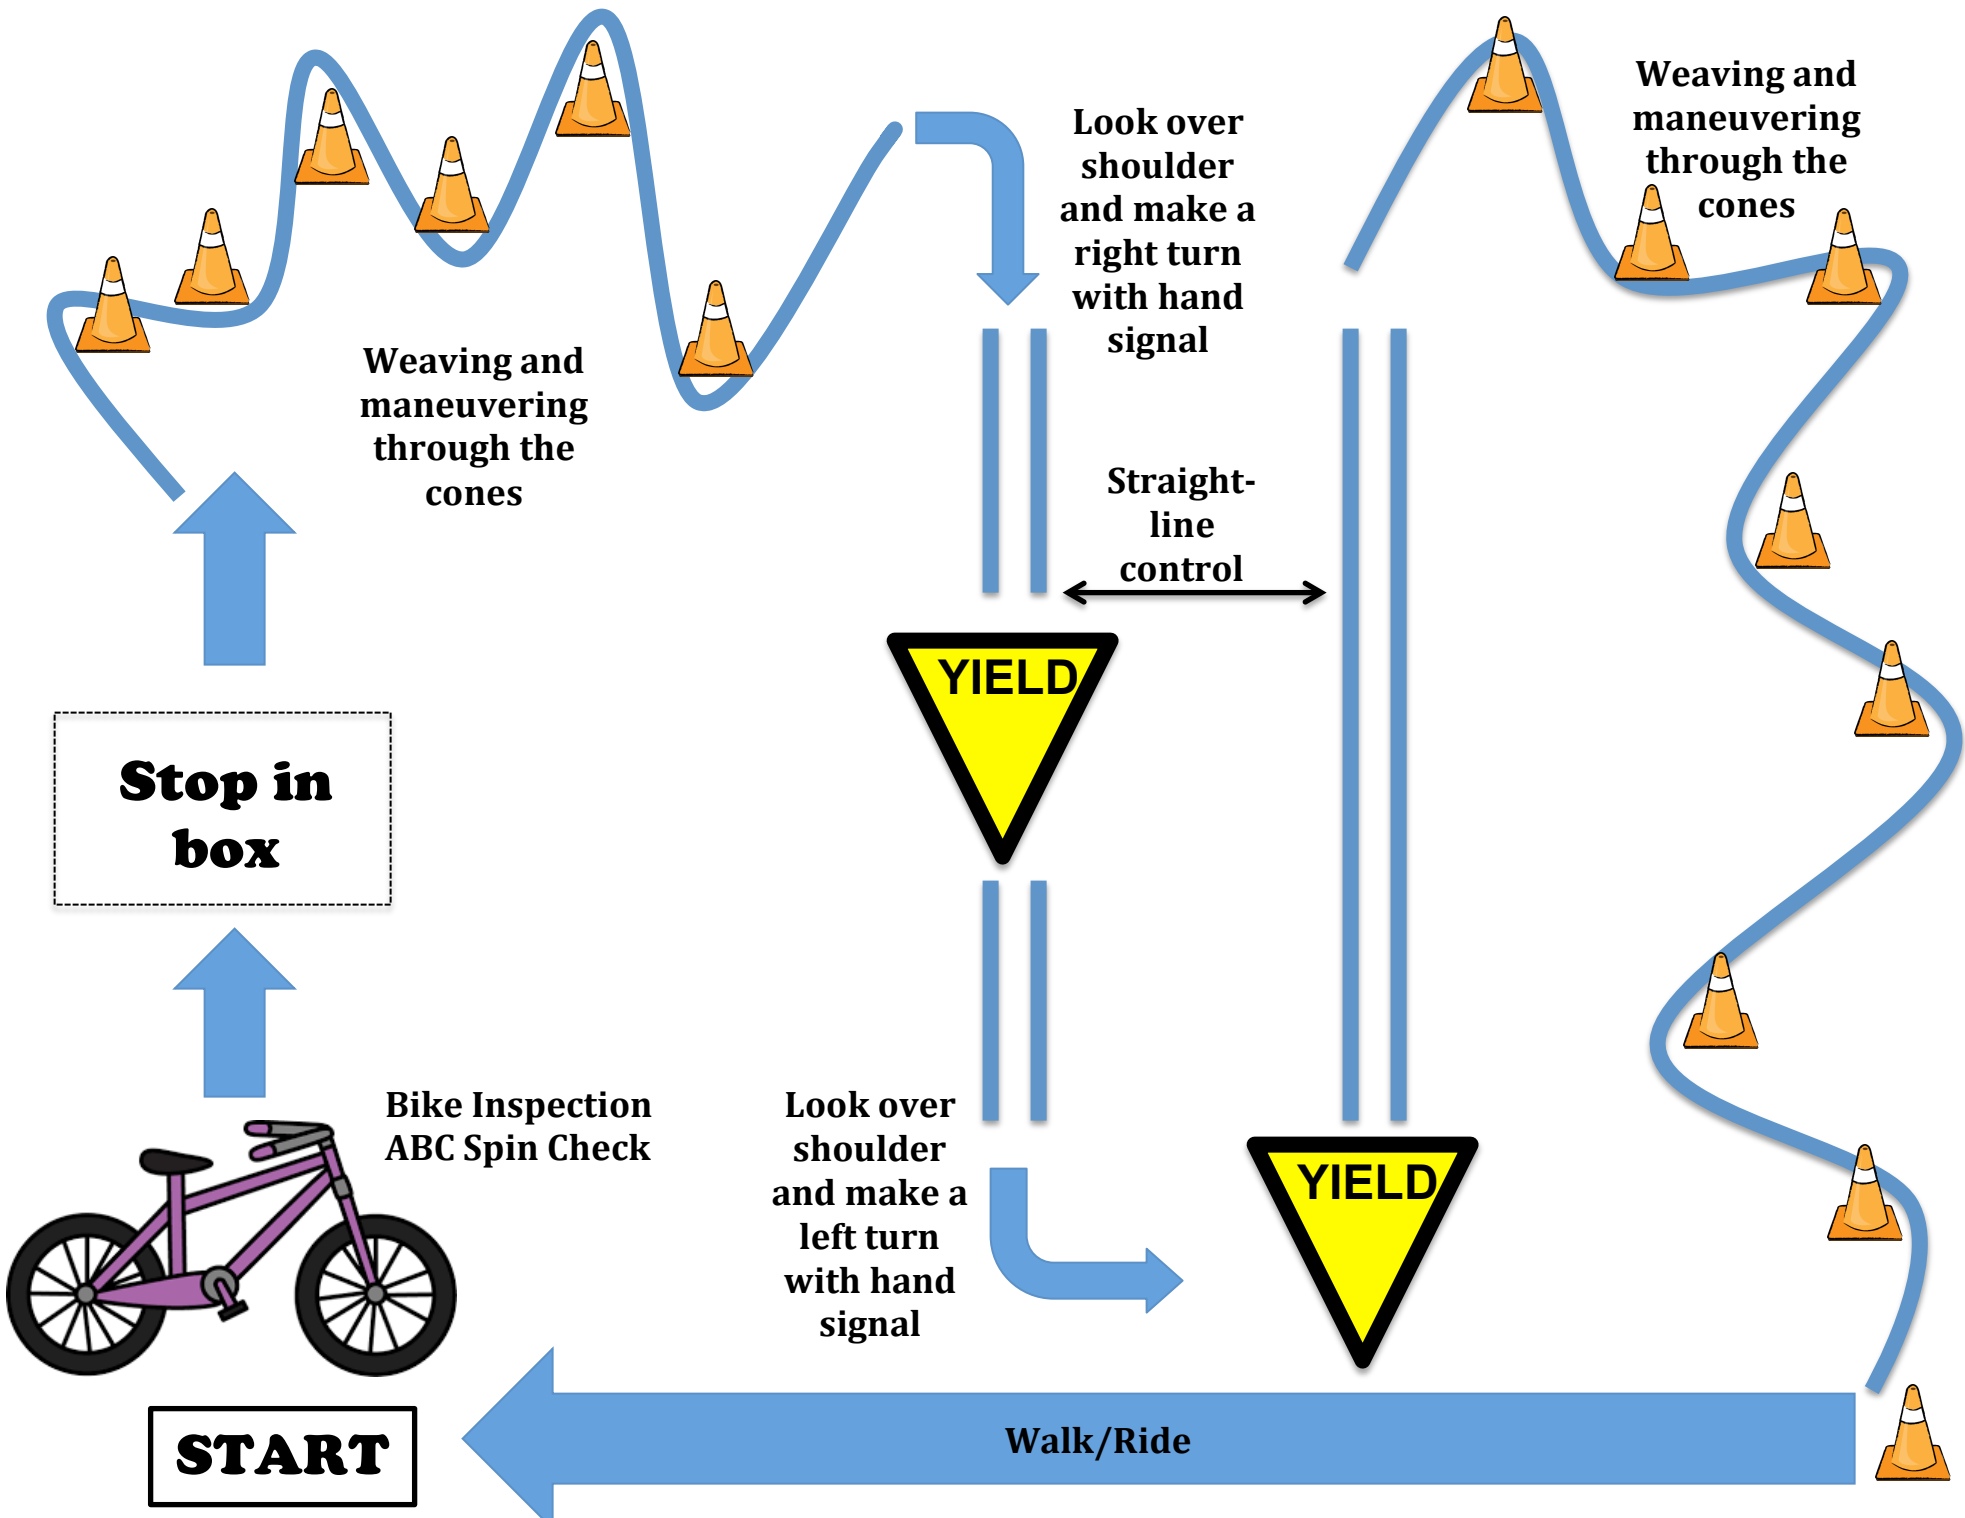 Weaving and
maneuvering
through the
cones
Look over
shoulder
and make a
right turn
with hand
signal
Weaving and
maneuvering
through the
cones
Straight-
line
control
YIELD
Stop in
box
Bike Inspection
ABC Spin Check
Look over
shoulder
and make a
left turn
with hand
signal
YIELD
START
Walk/Ride